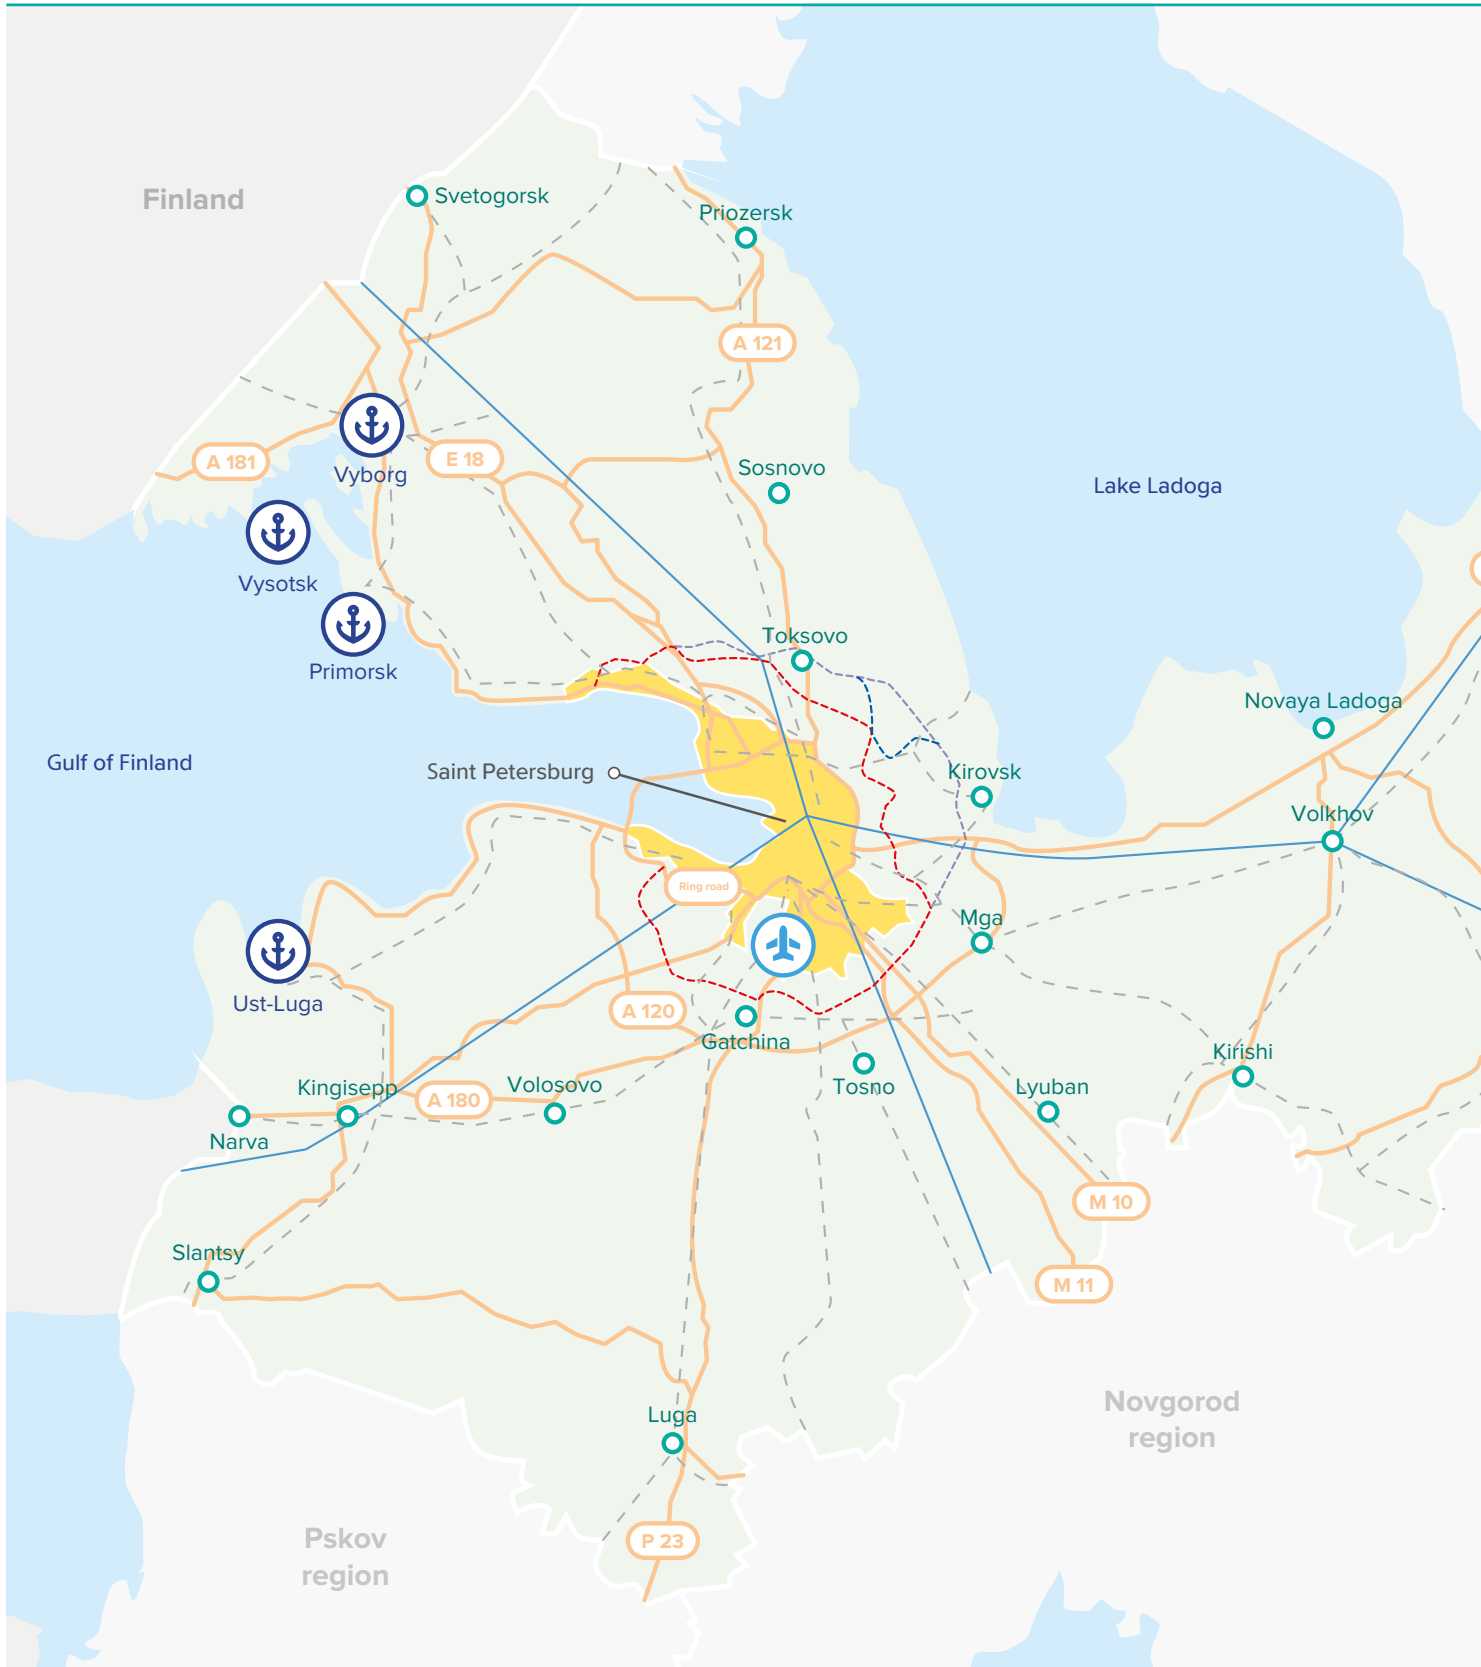 Finland
Svetogorsk
Priozersk
A 121
A 181
Vyborg
E 18
Sosnovo
Lake Ladoga
Vysotsk
Primorsk
Toksovo
Novaya Ladoga
Gulf of Finland
Saint Petersburg
Kirovsk
Volkhov
Ring road
Mga
Ust-Luga
A 120
Gatchina
Kirishi
Kingisepp
A 180
Volosovo
Tosno
Lyuban
Narva
M 10
Slantsy
M 11
Luga
Novgorod
region
P 23
Pskov
region